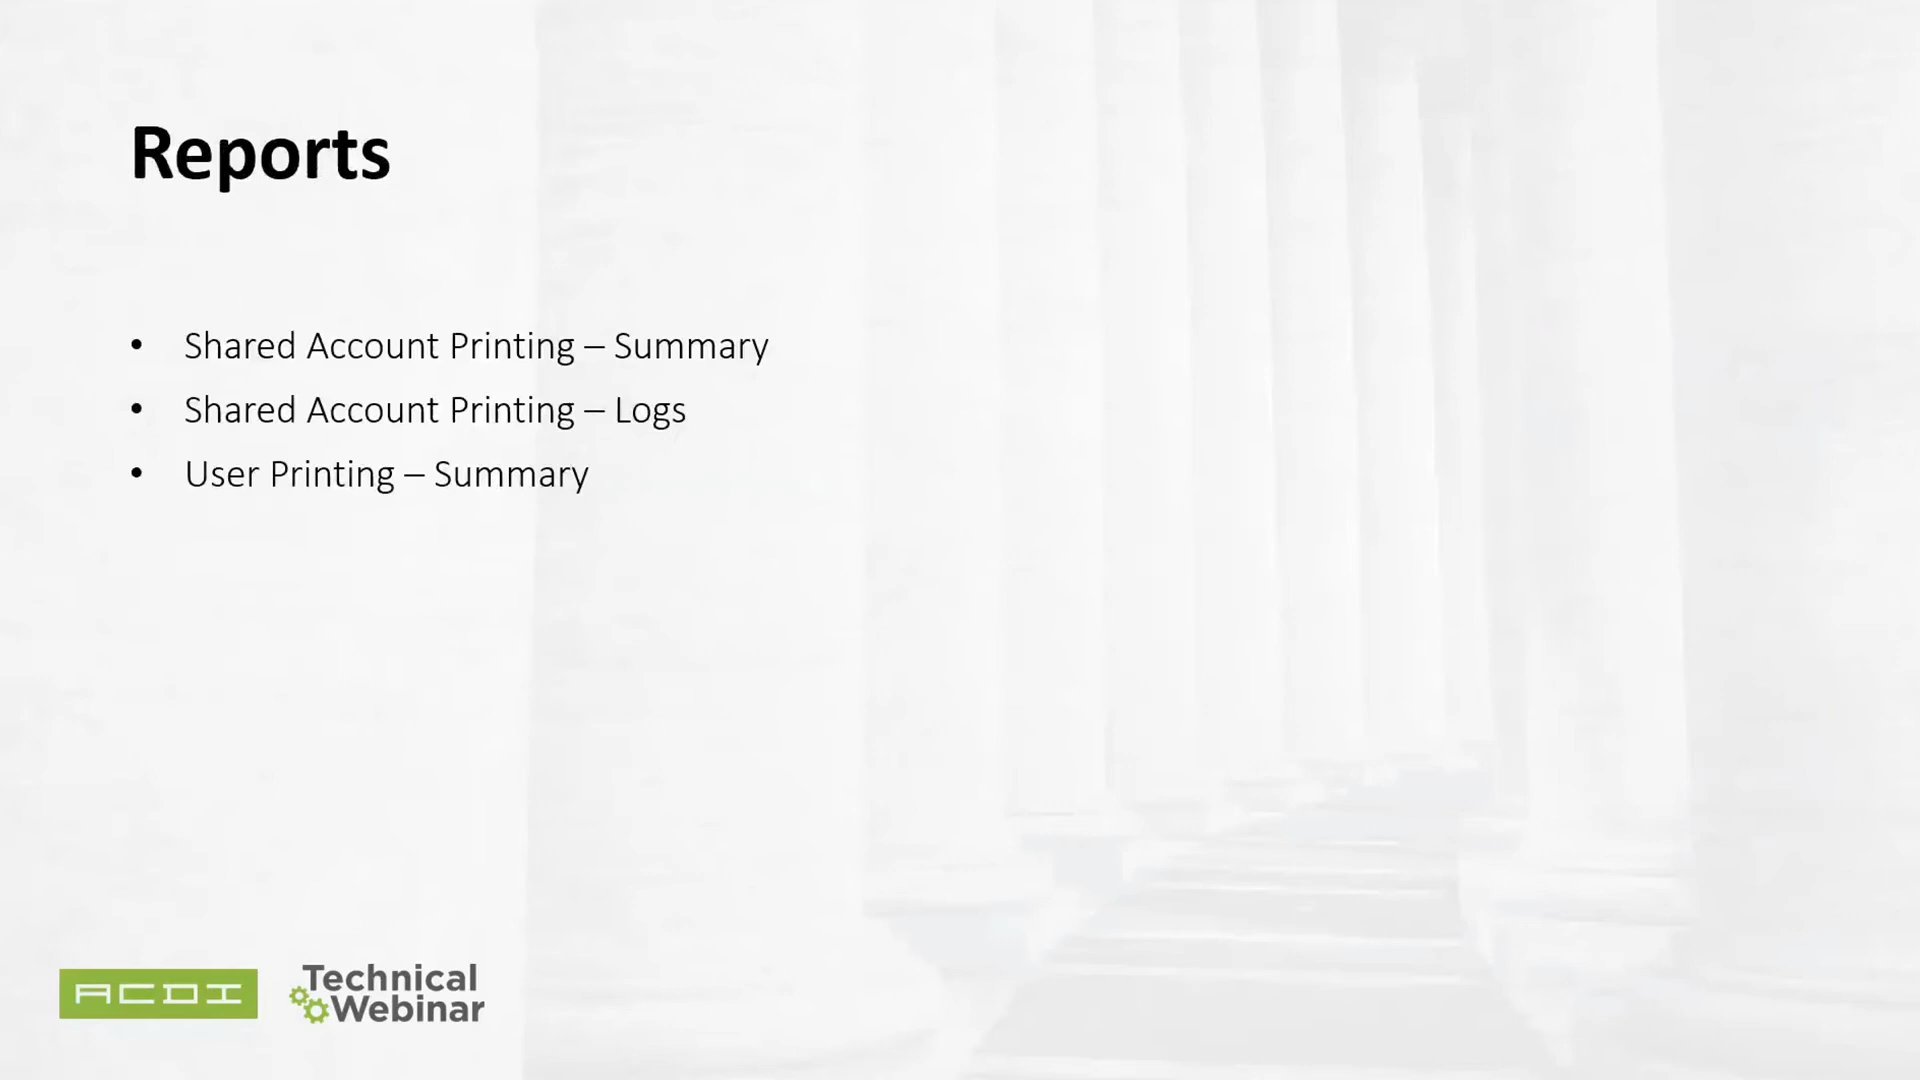 Reports
• Shared Account Printing – Summary
• Shared Account Printing – Logs
• User Printing – Summary
ACDI
Technical
Webinar